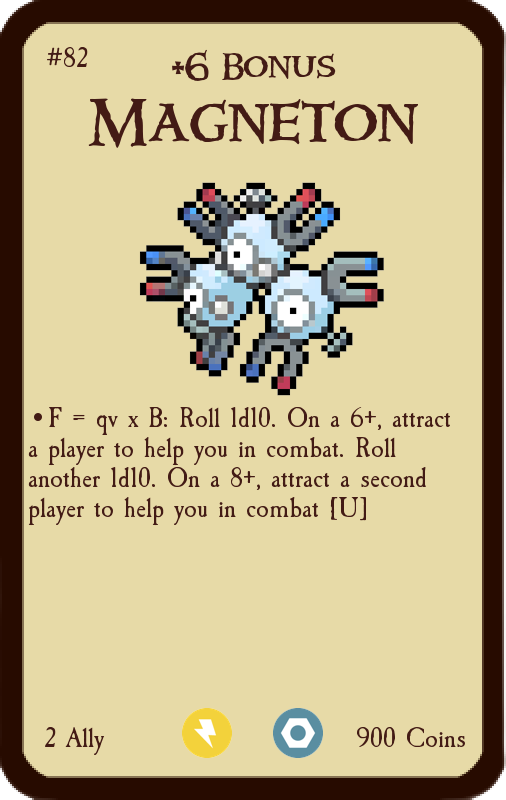 #82
+6 Bonus
Magneton
• F = qv x B: Roll 1d10. On a 6+, attract
a player to help you in combat. Roll
another 1d10. On a 8+, attract a second
player to help you in combat [U]
2 Ally 900 Coins